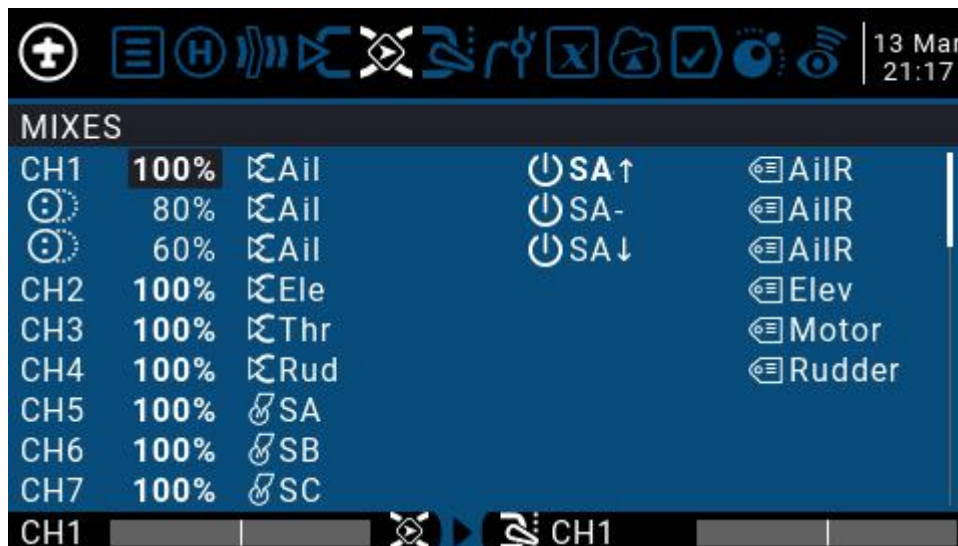 13 Mar
21:17
MIXES
CH1 100% Ail SA↑ AilR
80% Ail SA- AilR
60% Ail SA↓ AilR
CH2 100% Ele Elev
CH3 100% Thr Motor
CH4 100% Rud Rudder
CH5 100% SA
CH6 100% SB
CH7 100% SC
CH1 CH1